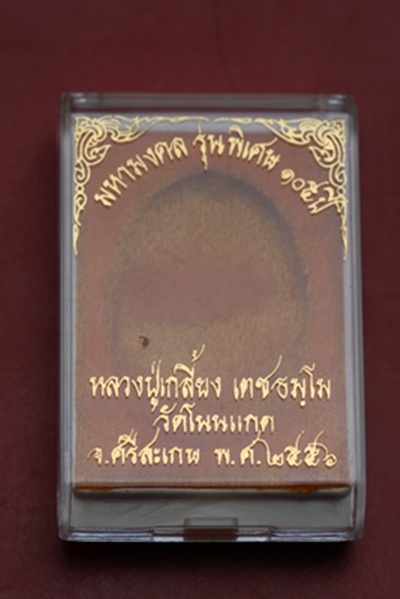 มหามงคล รุ่นพิเศษ ๑๐๕ปี
หลวงปู่เกลี้ยง เตชธมฺโม
วัดโนนแกด
จ.ศรีสะเกษ พ.ศ.๒๕๕๖